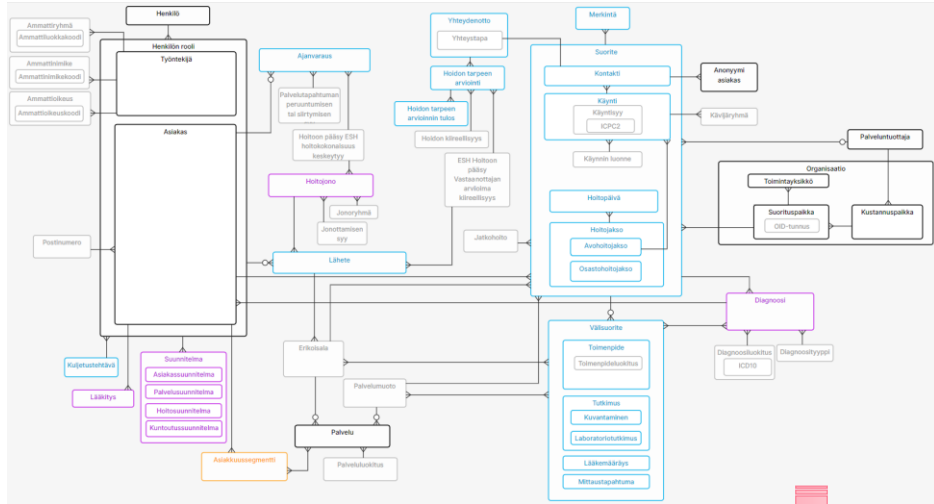 Ammattiryhmä
Ammattiluokkakoodi
Ammattinimike
Ammattinimikekoodi
Ammattioikeus
Ammattioikeuskoodi
Henkilö
Henkilön rooli
Työntekijä
Asiakas
Postinumero
Ajanvaraus
Palvelutapahtuman
peruuntumisen
tai siirtymisen
Hoitoon pääsy ESH
hoitokokonaisuus
keskeytyy
Hoitojono
Jonoryhmä
Jonottamisen
syy
Lähete
Yhteydenotto
Yhteystapa
Hoidon tarpeen
arviointi
Hoidon tarpeen
arvioinnin tulos
Hoidon kiireellisyys
ESH Hoitoon
pääsy
Vastaanottajan
arvioima
kiireellisyys
Jatkohoito
Merkintä
Suorite
Kontakti
Käynti
Käyntisyy
ICPC2
Käynnin luonne
Hoitopäivä
Hoitojakso
Avohoitojakso
Osastohoitojakso
Anonyymi
asiakas
Kävijäryhmä
Palveluntuottaja
Organisaatio
Toimintayksikkö
Suorituspaikka
OID-tunnus
Kustannuspaikka
Diagnoosi
Diagnoosiluokitus
ICD10
Diagnoosityyppi
Välisuorite
Toimenpide
Toimenpideluokitus
Tutkimus
Kuvantaminen
Laboratoriotutkimus
Lääkemääräys
Mittaustapahtuma
Erikoisala
Palvelumuoto
Palvelu
Palveluluokitus
Kuljetustehtävä
Lääkitys
Suunnitelma
Asiakassuunnitelma
Palvelusuunnitelma
Hoitosuunnitelma
Kuntoutussuunnitelma
Asiakkuussegmentti